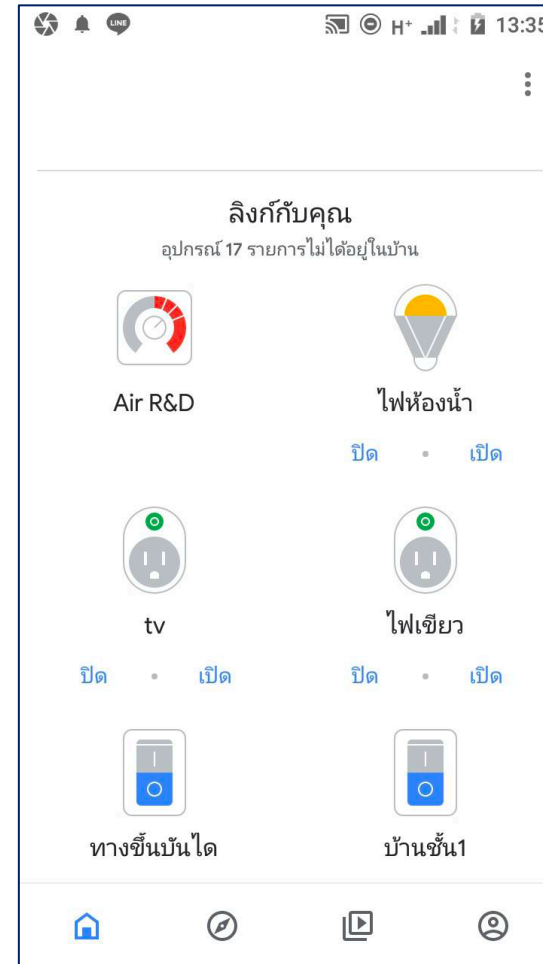 LINE H+ 13:35
ลิงก์กับคุณ
อุปกรณ์ 17 รายการไม่ได้อยู่ในบ้าน
Air R&D ไฟห้องน้ำ
ปิด • เปิด
tv ไฟเขียว
ปิด • เปิด ปิด • เปิด
ทางขึ้นบันได บ้านชั้น1